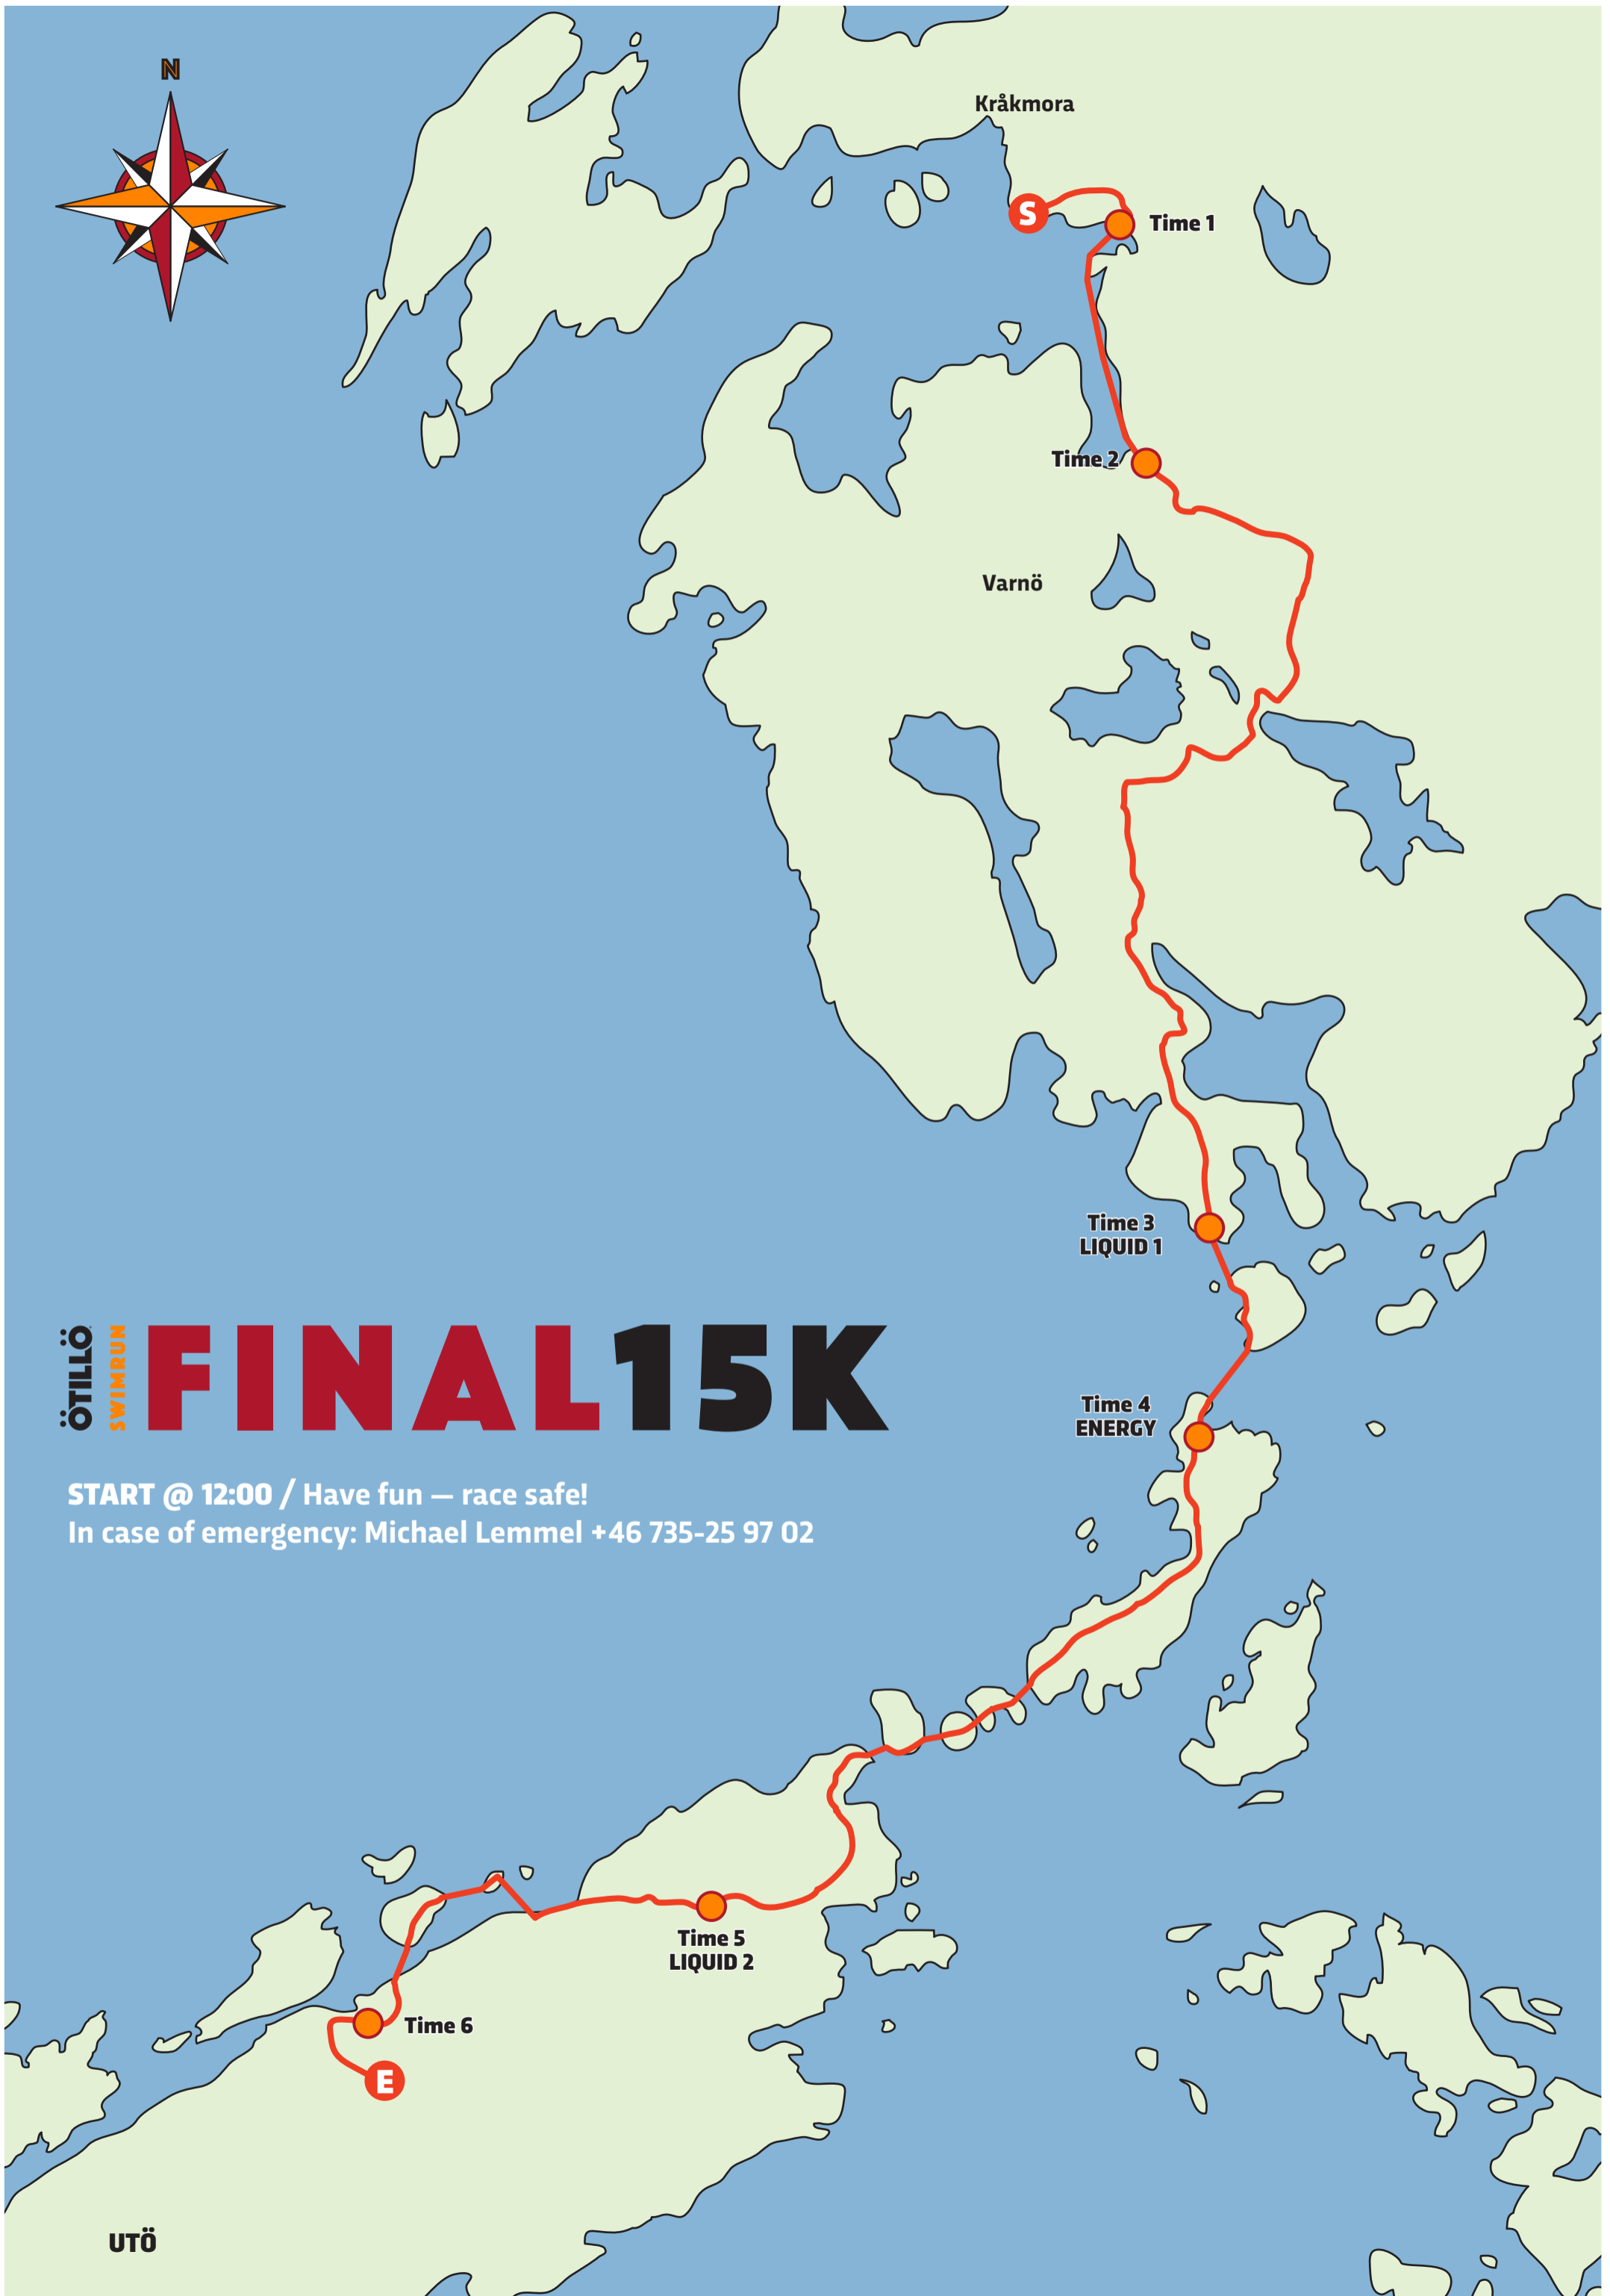 N
Kråkmora
S
Time 1
Time 2
Varnö
Time 3
LIQUID 1
ÖTILLÖ
SWIMRUN
FINAL15K
Time 4
ENERGY
START @ 12:00 / Have fun — race safe!
In case of emergency: Michael Lemmel +46 735-25 97 02
Time 5
LIQUID 2
Time 6
E
UTÖ